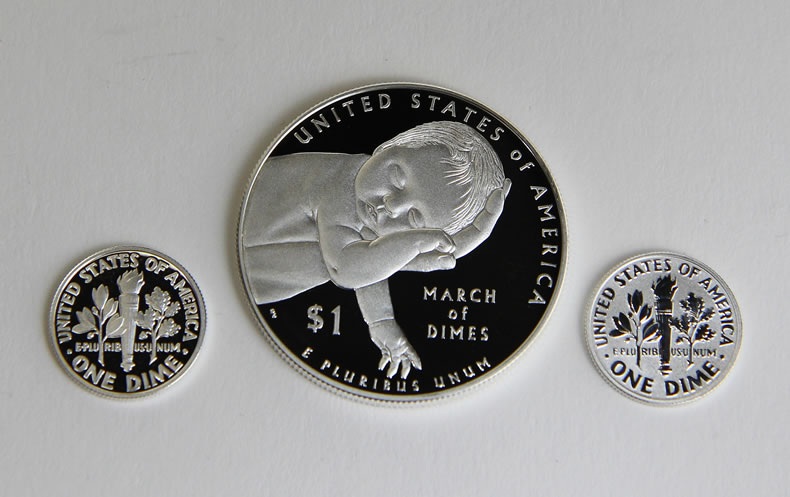 UNITED STATES OF AMERICA
E·PLURIBUS·UNUM
ONE DIME
UNITED STATES of AMERICA
$1
MARCH
of
DIMES
E PLURIBUS UNUM
UNITED STATES OF AMERICA
E·PLURIBUS·UNUM
ONE DIME